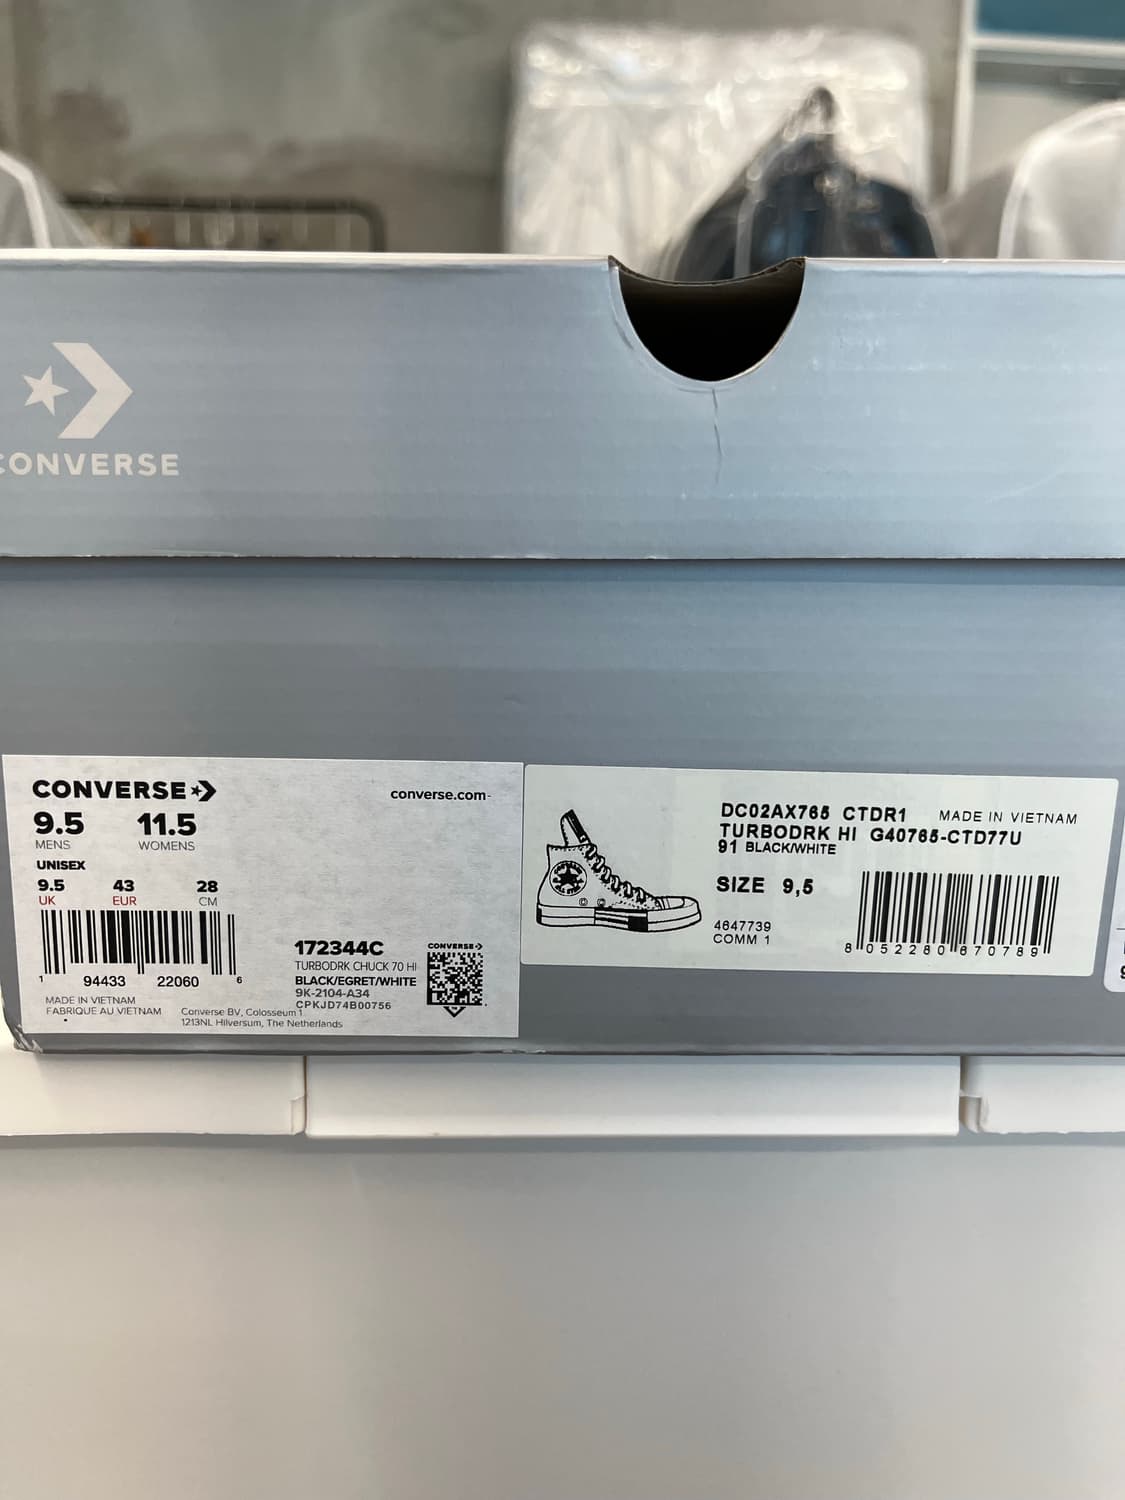 CONVERSE
CONVERSE
converse.com
9.5 11.5
MENS WOMENS
UNISEX
9.5 43 28
UK EUR CM
1 94433 22060 6
MADE IN VIETNAM
FABRIQUE AU VIETNAM
172344C
TURBODRK CHUCK 70 HI
BLACK/EGRET/WHITE
9K-2104-A34
CPKJD74B00756
Converse BV, Colosseum 1
1213NL Hilversum, The Netherlands
CONVERSE
DC02AX765 CTDR1 MADE IN VIETNAM
TURBODRK HI G40765-CTD77U
91 BLACK/WHITE
SIZE 9,5
4647739
COMM 1
8 052280 870789